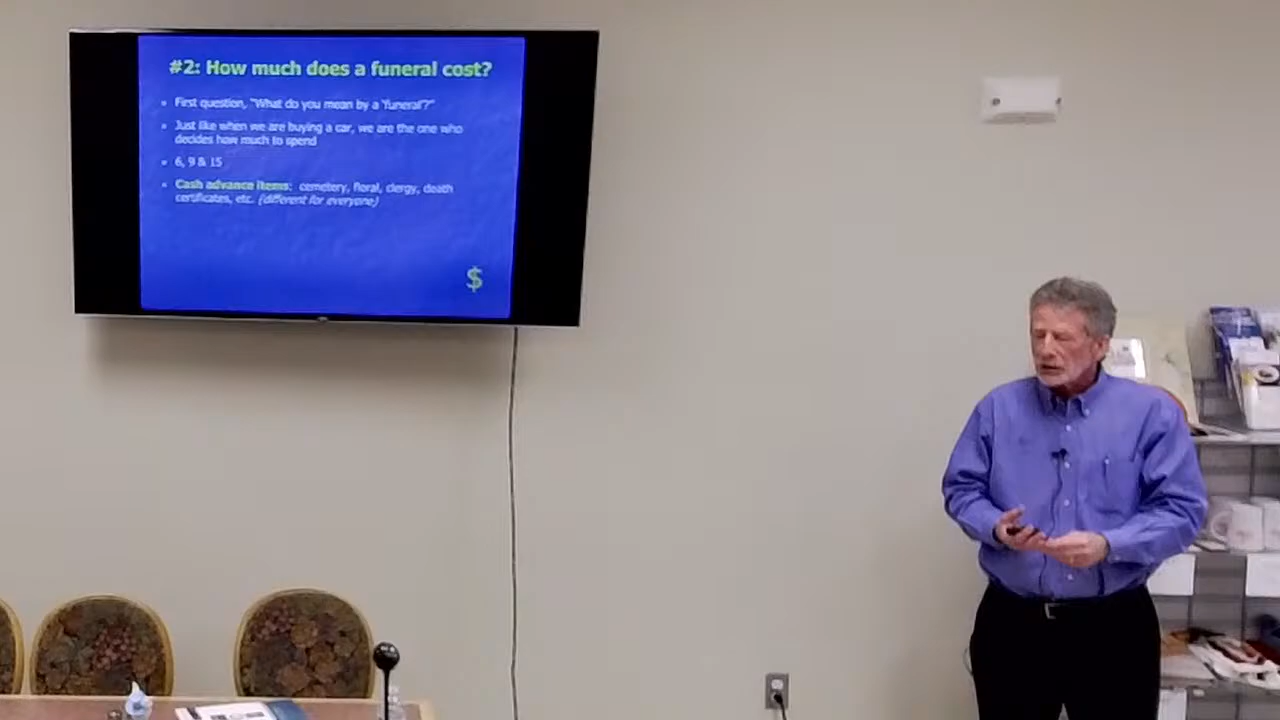 #2: How much does a funeral cost?
First question, "What do you mean by a 'funeral'?"
Just like when we are buying a car, we are the one who
decides how much to spend
6, 9 & 15
Cash advance items: cemetery, floral, clergy, death
certificates, etc. (different for everyone)
$